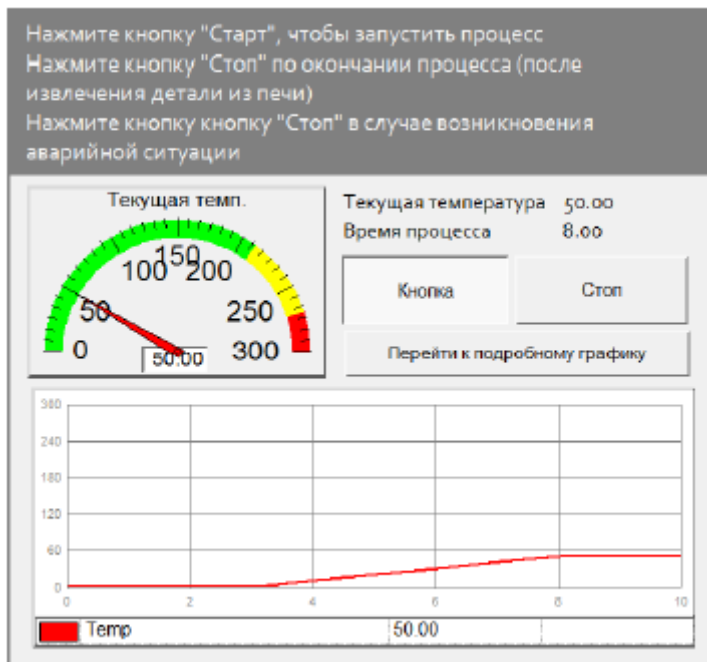 Нажмите кнопку "Старт", чтобы запустить процесс
Нажмите кнопку "Стоп" по окончании процесса (после
извлечения детали из печи)
Нажмите кнопку кнопку "Стоп" в случае возникновения
аварийной ситуации
Текущая темп.
0 50 100 150 200 250 300
50.00
Текущая температура 50.00
Время процесса 8.00
Кнопка
Стоп
Перейти к подробному графику
300
240
180
120
60
0
0 2 4 6 8 10
Temp 50.00